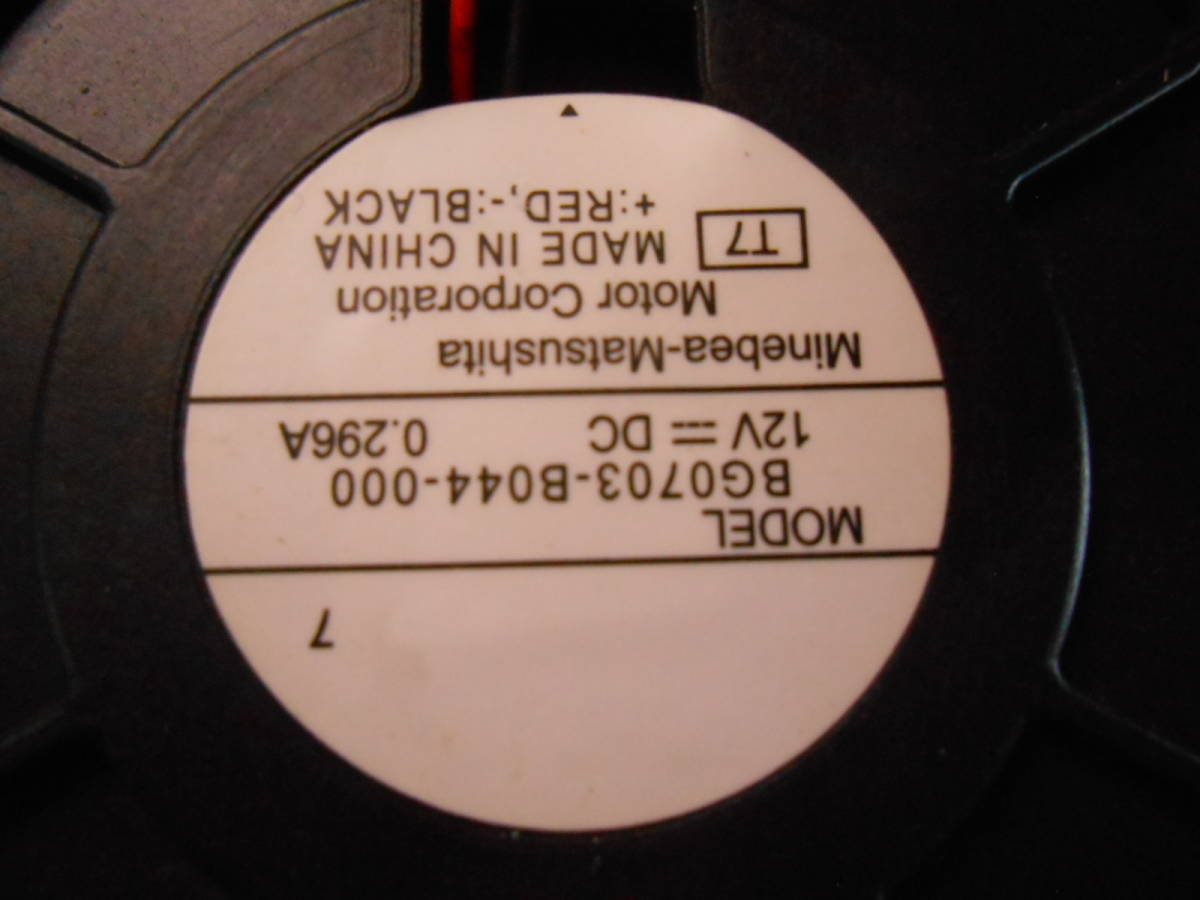 7
MODEL
BG0703-B044-000
12V ⎓ DC 0.296A
Minebea-Matsushita
Motor Corporation
T7 MADE IN CHINA
+:RED,-:BLACK